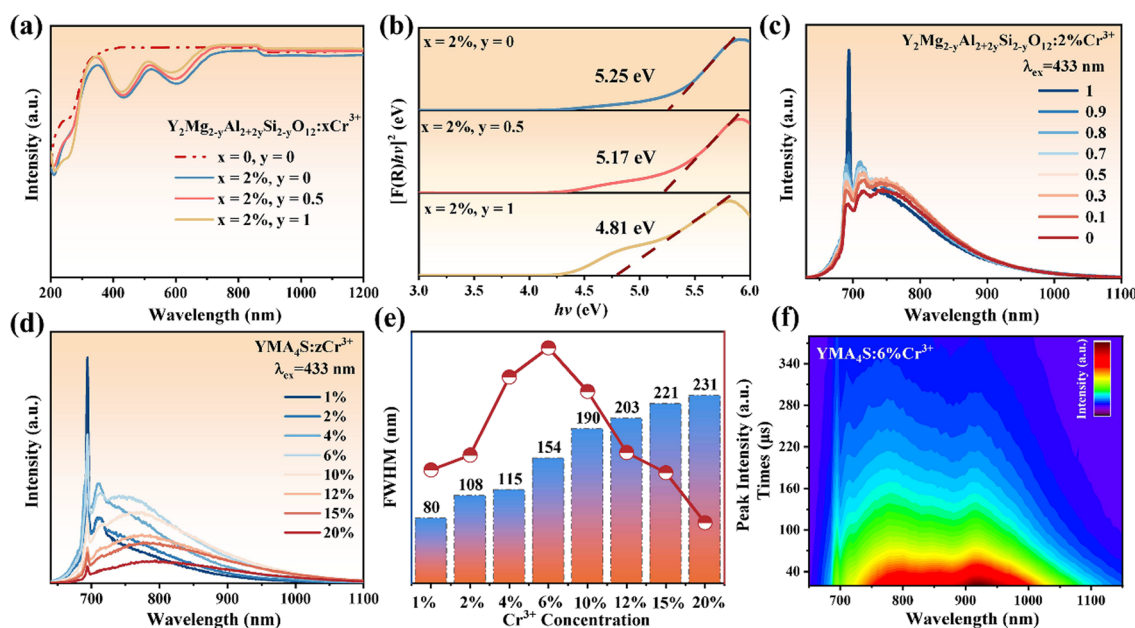 (a)
Intensity (a.u.)
Y₂Mg₂₋ᵧAl₂₊₂ᵧSi₂₋ᵧO₁₂:xCr³⁺
x = 0, y = 0
x = 2%, y = 0
x = 2%, y = 0.5
x = 2%, y = 1
200 400 600 800 1000 1200
Wavelength (nm)
(b)
[F(R)hν]² (eV)
x = 2%, y = 0
5.25 eV
x = 2%, y = 0.5
5.17 eV
x = 2%, y = 1
4.81 eV
3.0 3.5 4.0 4.5 5.0 5.5 6.0
hν (eV)
(c)
Intensity (a.u.)
Y₂Mg₂₋ᵧAl₂₊₂ᵧSi₂₋ᵧO₁₂:2%Cr³⁺
λex=433 nm
1
0.9
0.8
0.7
0.5
0.3
0.1
0
700 800 900 1000 1100
Wavelength (nm)
(d)
Intensity (a.u.)
YMA₄S:zCr³⁺
λex=433 nm
1%
2%
4%
6%
10%
12%
15%
20%
700 800 900 1000 1100
Wavelength (nm)
(e)
FWHM (nm)
80 108 115 154 190 203 221 231
1% 2% 4% 6% 10% 12% 15% 20%
Cr³⁺ Concentration
Peak Intensity (a.u.)
(f)
Times (μs)
YMA₄S:6%Cr³⁺
Intensity (a.u.)
340
280
220
160
100
40
700 800 900 1000 1100
Wavelength (nm)